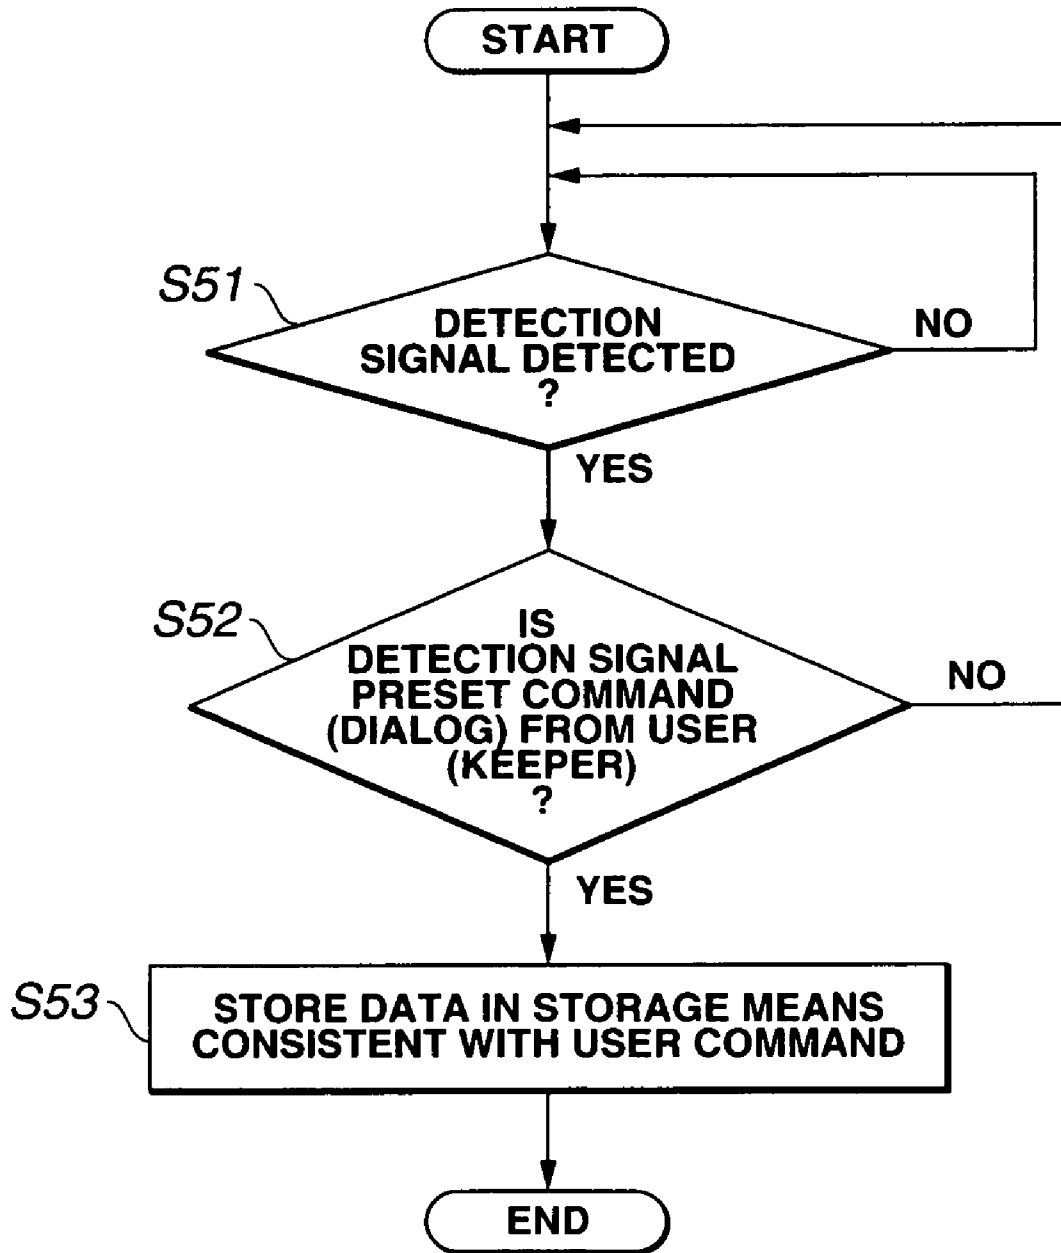 START
S51
DETECTION
SIGNAL DETECTED
?
NO
YES
S52
IS
DETECTION SIGNAL
PRESET COMMAND
(DIALOG) FROM USER
(KEEPER)
?
NO
YES
S53
STORE DATA IN STORAGE MEANS
CONSISTENT WITH USER COMMAND
END